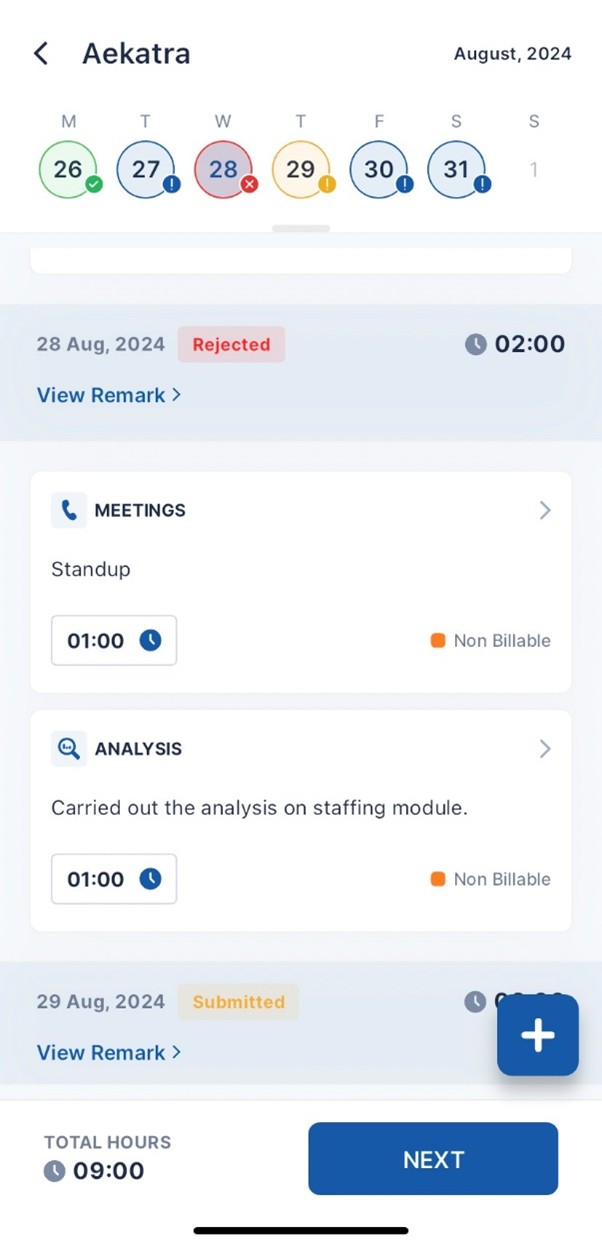 Aekatra August, 2024
M T W T F S S
26 27 28 29 30 31 1
28 Aug, 2024 Rejected 02:00
View Remark >
MEETINGS
Standup
01:00 Non Billable
ANALYSIS
Carried out the analysis on staffing module.
01:00 Non Billable
29 Aug, 2024 Submitted
View Remark >
TOTAL HOURS
09:00
NEXT